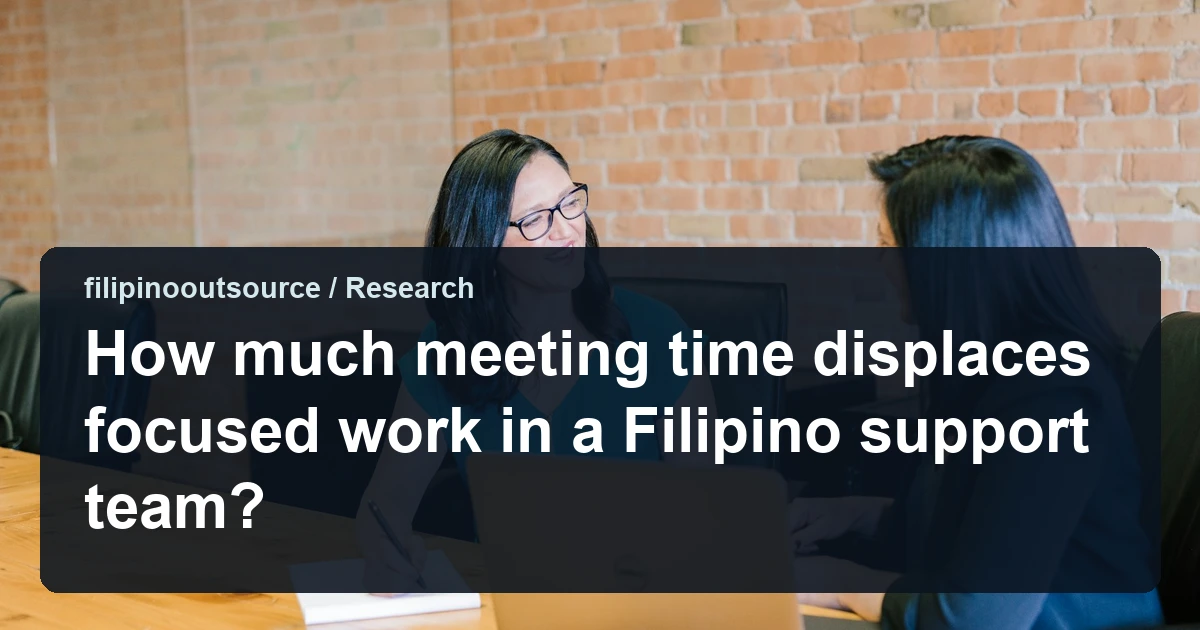 filipinooutsource / Research
How much meeting time displaces
focused work in a Filipino support
team?